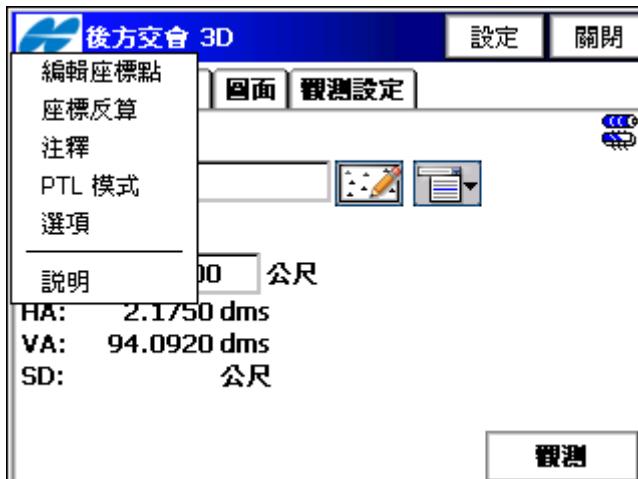 後方交會 3D
設定
關閉
編輯座標點
座標反算
注釋
PTL 模式
選項
説明
圖面
觀測設定
00 公尺
HA: 2.1750 dms
VA: 94.0920 dms
SD: 公尺
觀測